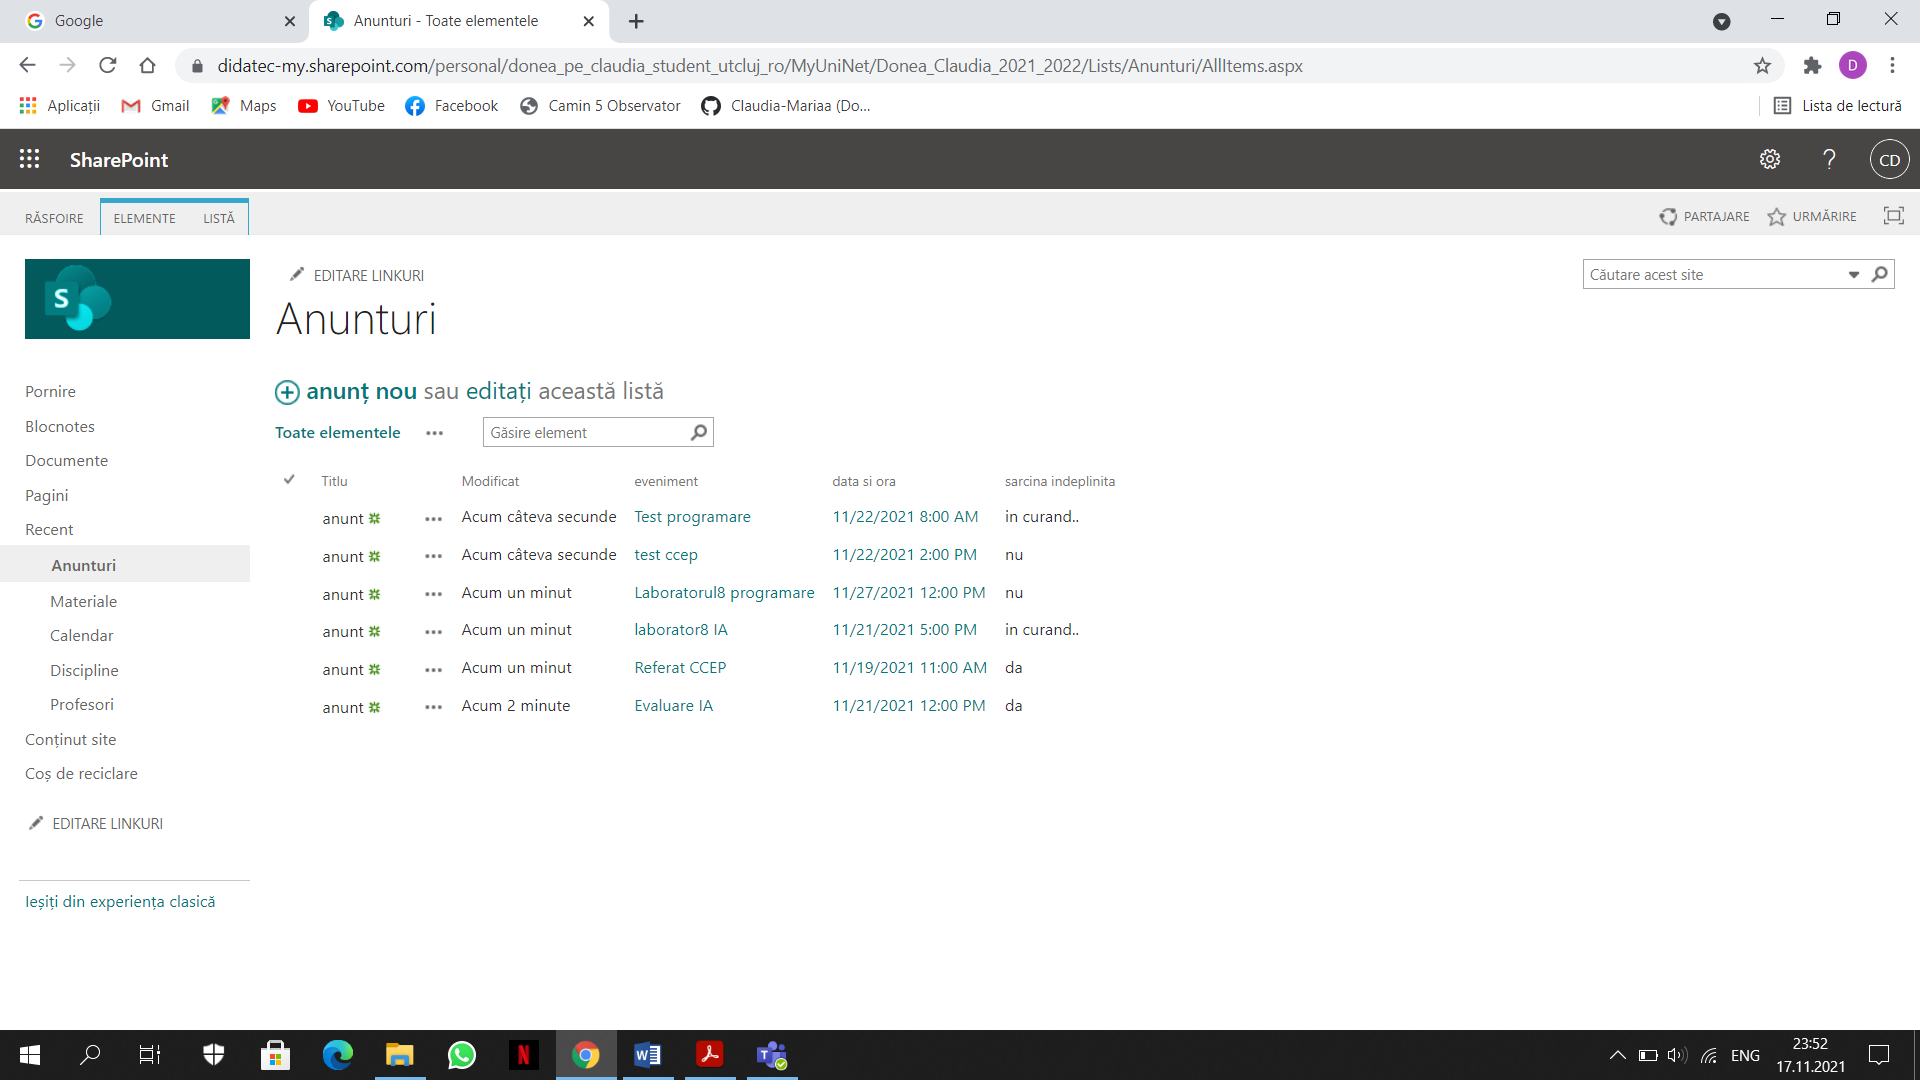 Google
Anunturi - Toate elementele
didatec-my.sharepoint.com/personal/donea_pe_claudia_student_utcluj_ro/MyUniNet/Donea_Claudia_2021_2022/Lists/Anunturi/AllItems.aspx
D
Aplicații Gmail Maps YouTube Facebook Camin 5 Observator Claudia-Mariaa (Do... Lista de lectură
SharePoint
? CD
RĂSFOIRE ELEMENTE LISTĂ PARTAJARE URMĂRIRE
S
EDITARE LINKURI
Căutare acest site
Anunturi
anunț nou sau editați această listă
Toate elementele ... Găsire element
Titlu Modificat eveniment data si ora sarcina indeplinita
anunt ... Acum câteva secunde Test programare 11/22/2021 8:00 AM in curand..
anunt ... Acum câteva secunde test ccep 11/22/2021 2:00 PM nu
anunt ... Acum un minut Laboratorul8 programare 11/27/2021 12:00 PM nu
anunt ... Acum un minut laborator8 IA 11/21/2021 5:00 PM in curand..
anunt ... Acum un minut Referat CCEP 11/19/2021 11:00 AM da
anunt ... Acum 2 minute Evaluare IA 11/21/2021 12:00 PM da
Pornire
Blocnotes
Documente
Pagini
Recent
Anunturi
Materiale
Calendar
Discipline
Profesori
Conținut site
Coș de reciclare
EDITARE LINKURI
Ieșiți din experiența clasică
ENG
23:52
17.11.2021